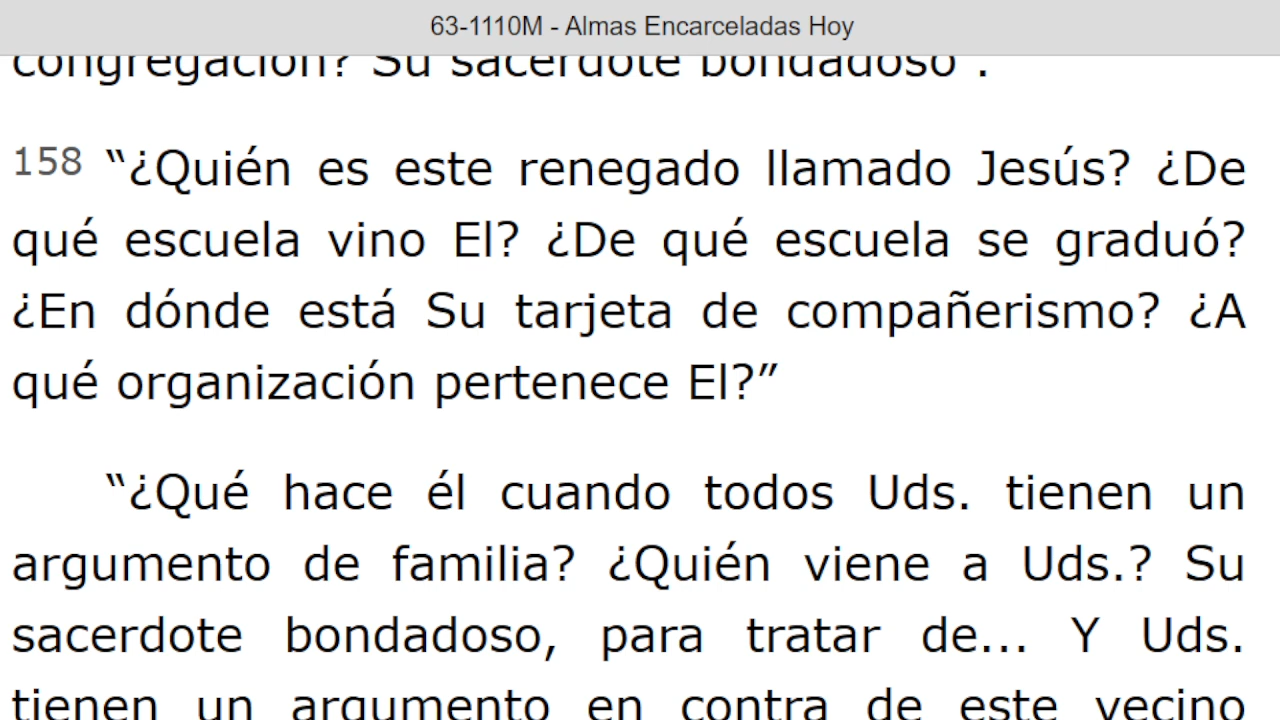 63-1110M - Almas Encarceladas Hoy
congregación? Su sacerdote bondadoso”.
158 “¿Quién es este renegado llamado Jesús? ¿De
qué escuela vino El? ¿De qué escuela se graduó?
¿En dónde está Su tarjeta de compañerismo? ¿A
qué organización pertenece El?”
“¿Qué hace él cuando todos Uds. tienen un
argumento de familia? ¿Quién viene a Uds.? Su
sacerdote bondadoso, para tratar de... Y Uds.
tienen un argumento en contra de este vecino